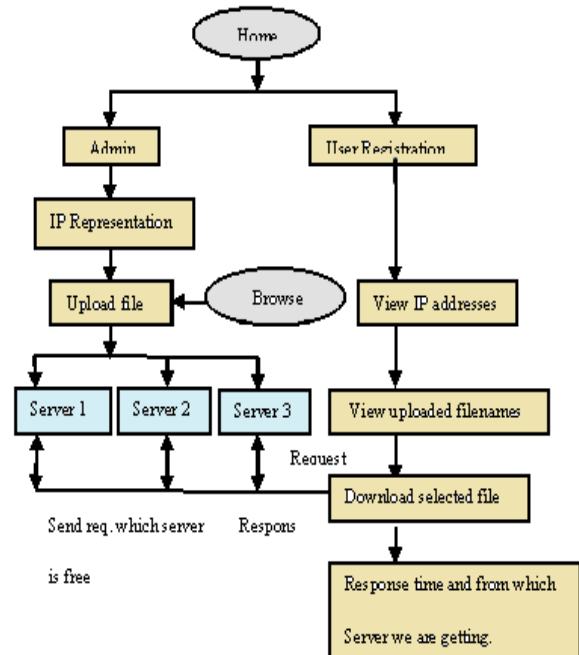 Home
Admin
User Registration
IP Representation
Upload file
Browse
View IP addresses
Server 1
Server 2
Server 3
View uploaded filenames
Request
Download selected file
Send req. which server
is free
Respons
Response time and from which
Server we are getting.